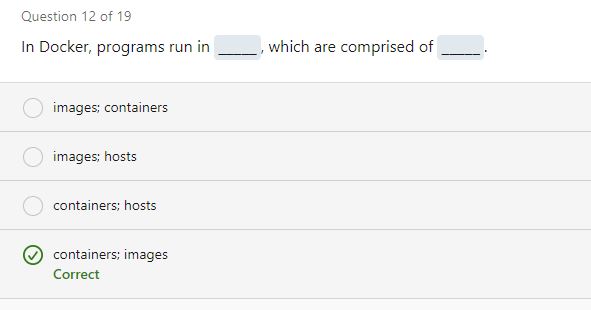 Question 12 of 19
In Docker, programs run in _____, which are comprised of _____.
images; containers
images; hosts
containers; hosts
containers; images
Correct